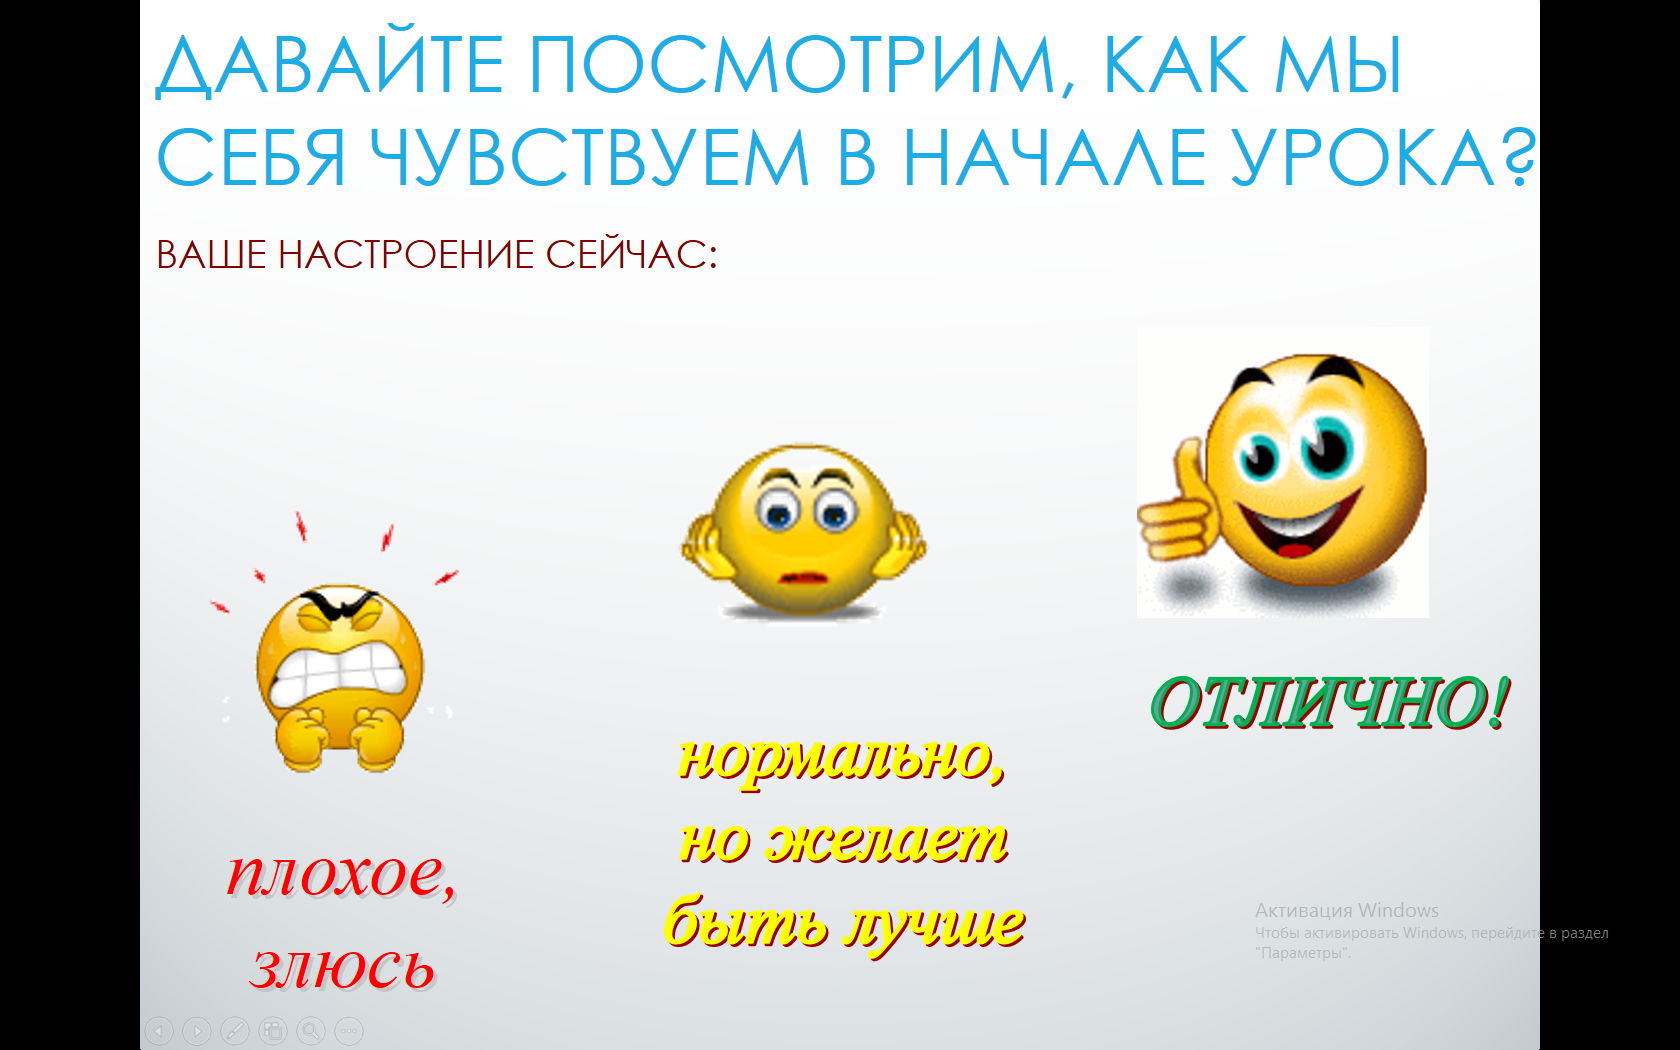 ДАВАЙТЕ ПОСМОТРИМ, КАК МЫ
СЕБЯ ЧУВСТВУЕМ В НАЧАЛЕ УРОКА?
ВАШЕ НАСТРОЕНИЕ СЕЙЧАС:
плохое,
злюсь
нормально,
но желает
быть лучше
ОТЛИЧНО!
Активация Windows
Чтобы активировать Windows, перейдите в раздел
"Параметры".